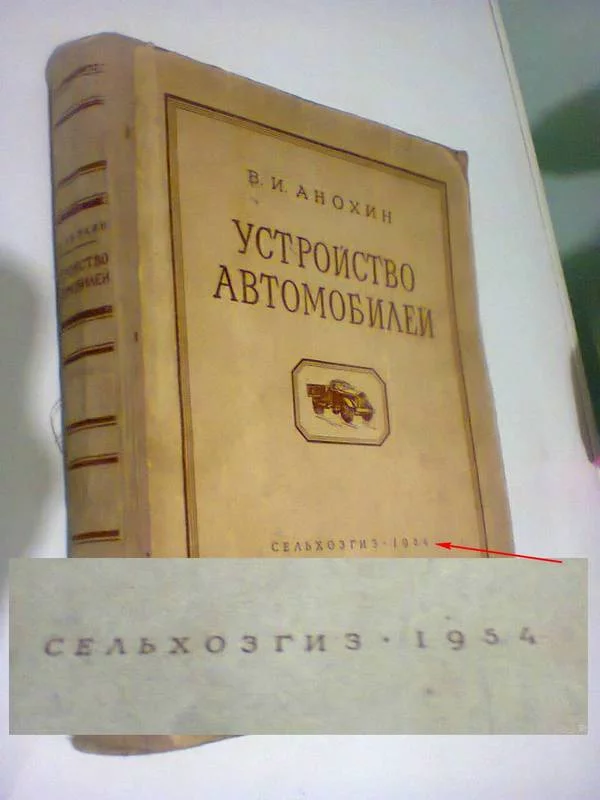 В. И. АНОХИН
УСТРОЙСТВО
АВТОМОБИЛЕЙ
СЕЛЬХОЗГИЗ · 1954
СЕЛЬХОЗГИЗ · 1954